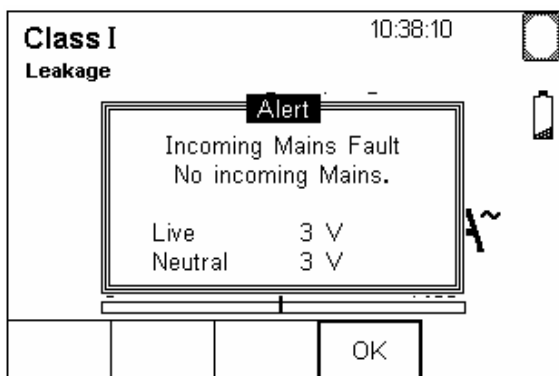 Class I
10:38:10
Leakage
Alert
Incoming Mains Fault
No incoming Mains.
Live 3 V
Neutral 3 V
OK